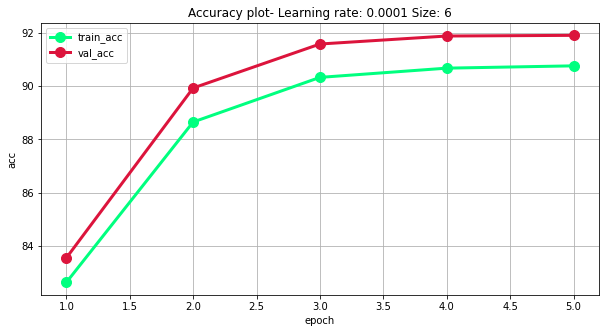 Accuracy plot- Learning rate: 0.0001 Size: 6
train_acc
val_acc
92
90
88
86
84
acc
1.0 1.5 2.0 2.5 3.0 3.5 4.0 4.5 5.0
epoch